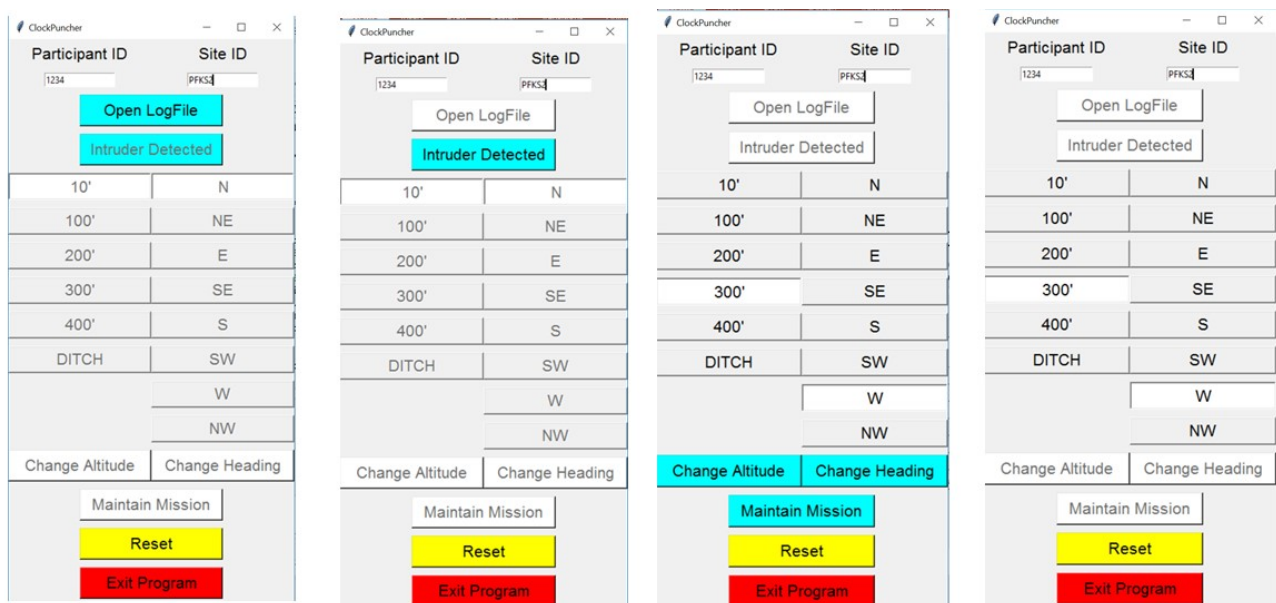 ClockPuncher
Participant ID Site ID
1234 PFKS2
Open LogFile
Intruder Detected
10' N
100' NE
200' E
300' SE
400' S
DITCH SW
W
NW
Change Altitude Change Heading
Maintain Mission
Reset
Exit Program
ClockPuncher
Participant ID Site ID
1234 PFKS2
Open LogFile
Intruder Detected
10' N
100' NE
200' E
300' SE
400' S
DITCH SW
W
NW
Change Altitude Change Heading
Maintain Mission
Reset
Exit Program
ClockPuncher
Participant ID Site ID
1234 PFKS2
Open LogFile
Intruder Detected
10' N
100' NE
200' E
300' SE
400' S
DITCH SW
W
NW
Change Altitude Change Heading
Maintain Mission
Reset
Exit Program
ClockPuncher
Participant ID Site ID
1234 PFKS2
Open LogFile
Intruder Detected
10' N
100' NE
200' E
300' SE
400' S
DITCH SW
W
NW
Change Altitude Change Heading
Maintain Mission
Reset
Exit Program